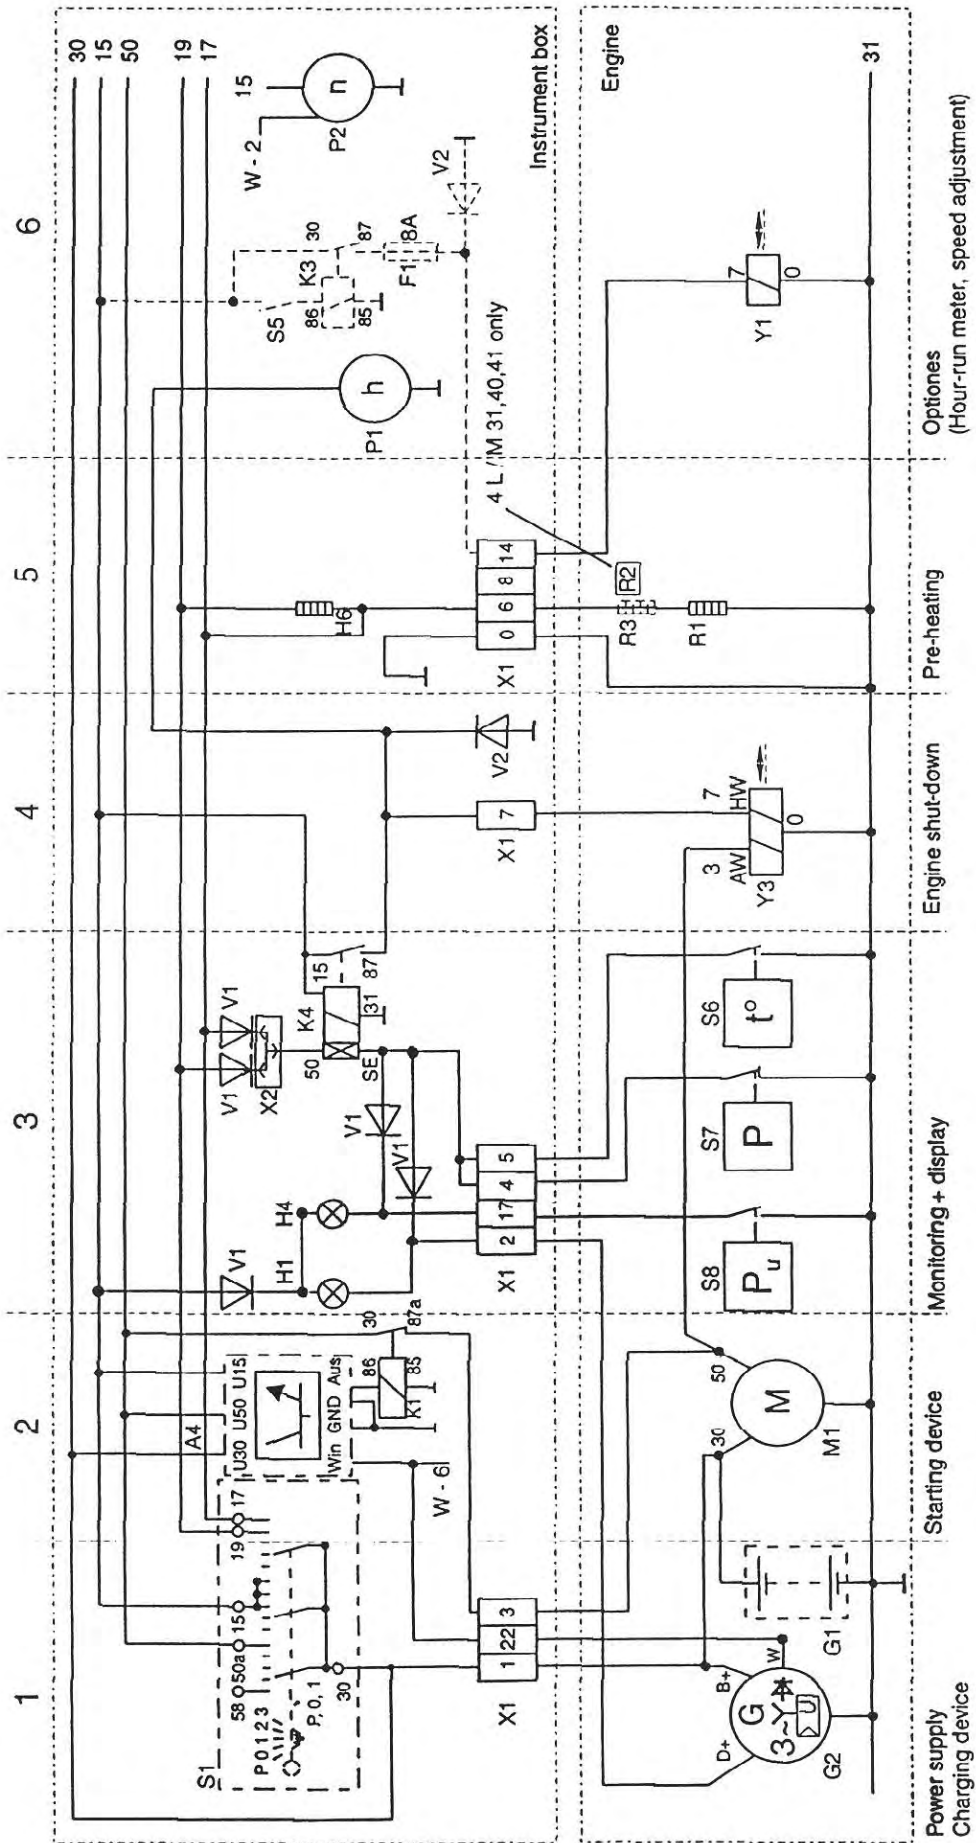 1 2 3 4 5 6
30
15
50
19
17
S1
P 0 1 2 3
P, 0, 1
58 50a 15 19 17
30
A4
U30 U50 U15
Win GND Aus
W - 6
86
85
K1
30
87a
V1
H1
H4
V1
V1
V1 V1
X2
50
SE
K4
15
87
31
V2
H6
P1
h
S5
K3
30
86
85
87
F1
8A
V2
W - 2
15
n
P2
Instrument box
X1
1 22 3
X1
2 17 4 5
X1
7
X1
0 6 8 14
4 L / M 31,40,41 only
Engine
D+
B+
W
G
3~
U
G2
G1
30
50
M
M1
S8
Pu
S7
P
S6
t°
3
AW
7
HW
0
Y3
R3
R2
R1
7
0
Y1
31
Power supply
Charging device
Starting device
Monitoring + display
Engine shut-down
Pre-heating
Optiones
(Hour-run meter, speed adjustment)